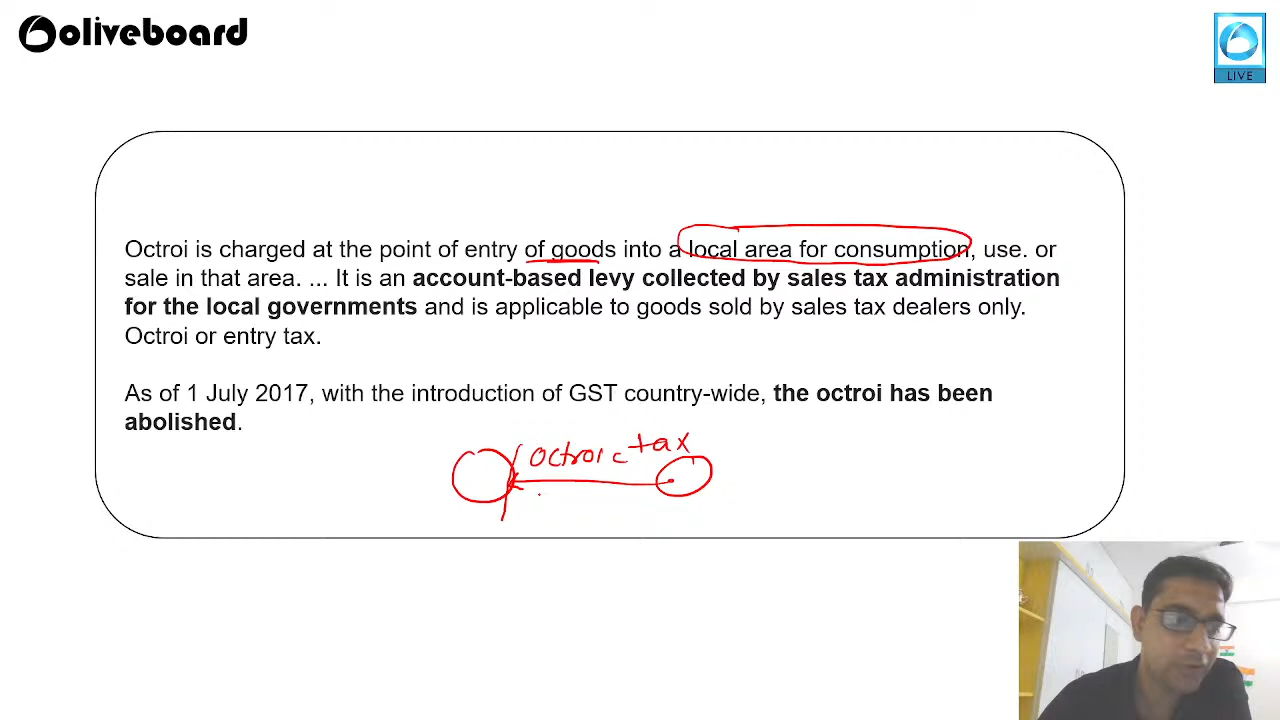 oliveboard
LIVE
Octroi is charged at the point of entry of goods into a local area for consumption, use. or
sale in that area. ... It is an account-based levy collected by sales tax administration
for the local governments and is applicable to goods sold by sales tax dealers only.
Octroi or entry tax.
As of 1 July 2017, with the introduction of GST country-wide, the octroi has been
abolished.
octroi c tax